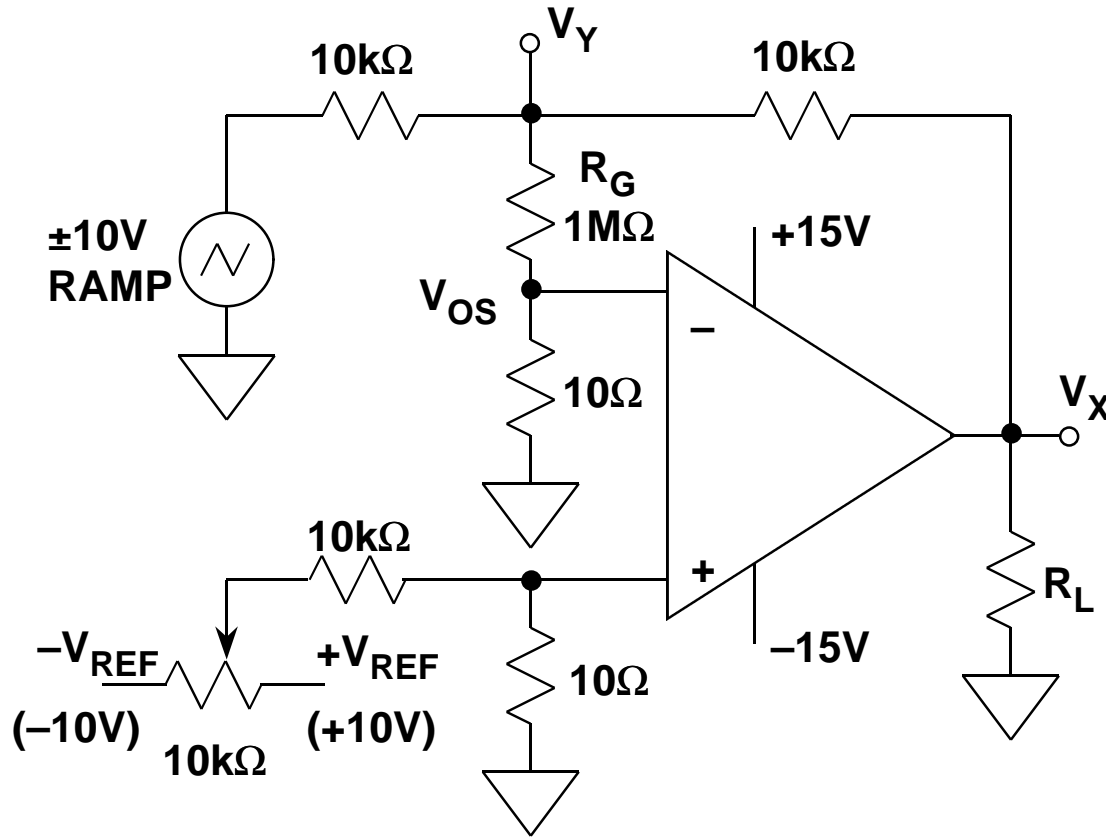 V_Y
10kΩ
10kΩ
R_G
1MΩ
±10V
RAMP
+15V
V_OS
–
10Ω
V_X
10kΩ
+
R_L
–V_REF
+V_REF
10Ω
–15V
(–10V)
(+10V)
10kΩ